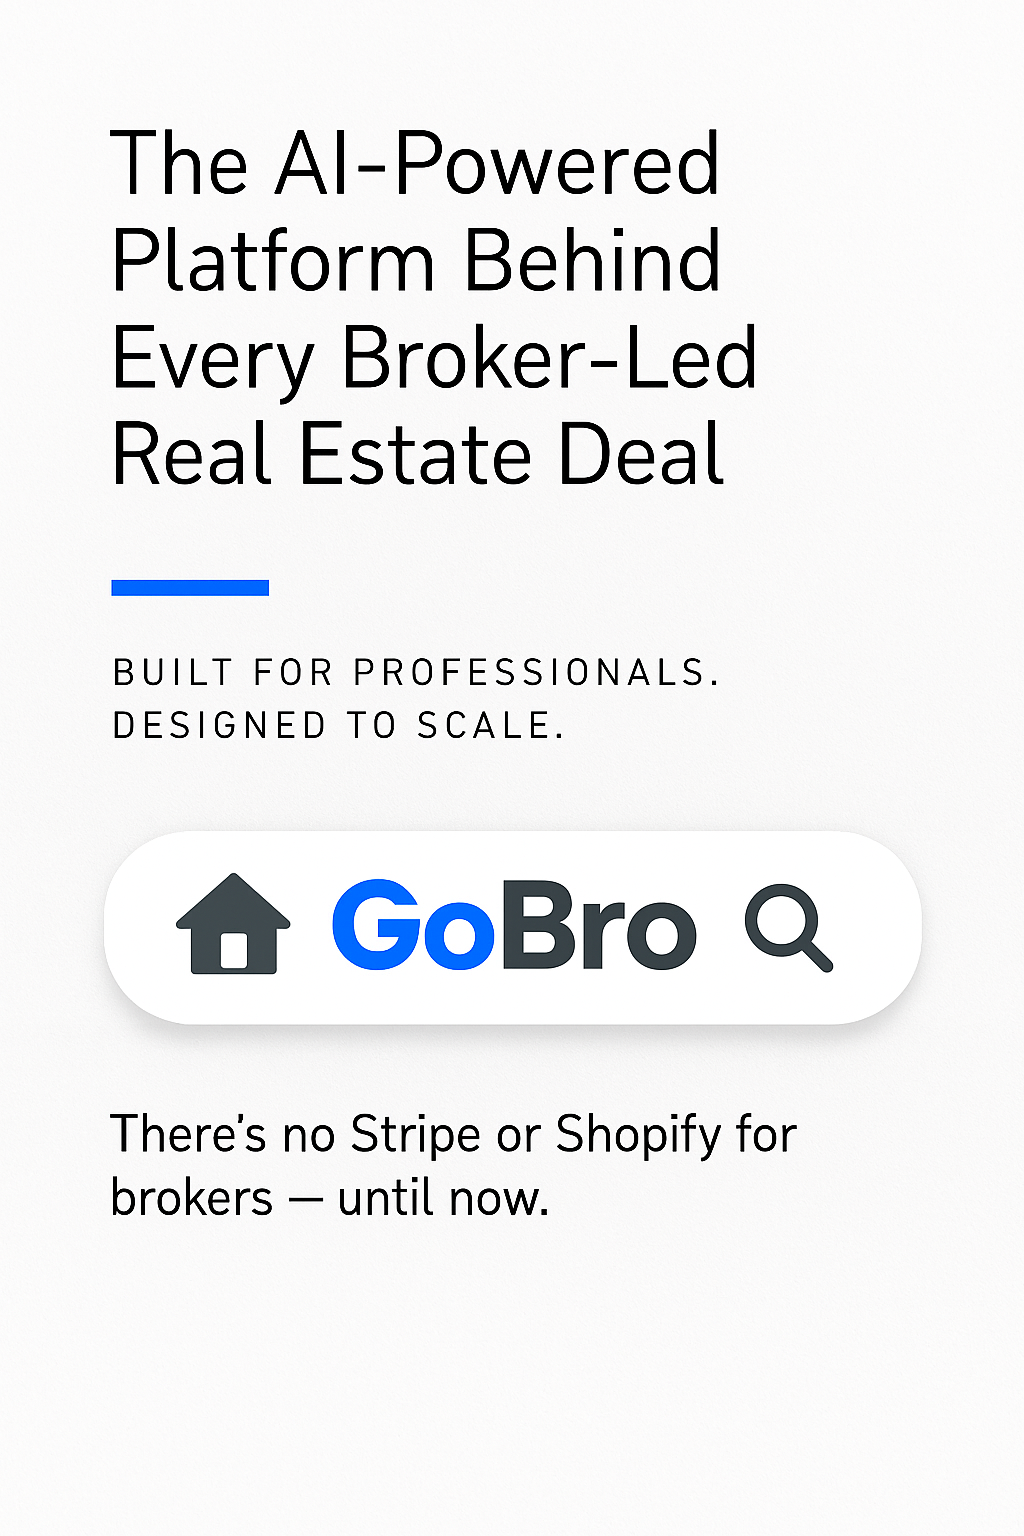 The AI-Powered
Platform Behind
Every Broker-Led
Real Estate Deal
BUILT FOR PROFESSIONALS.
DESIGNED TO SCALE.
GoBro
There’s no Stripe or Shopify for
brokers — until now.